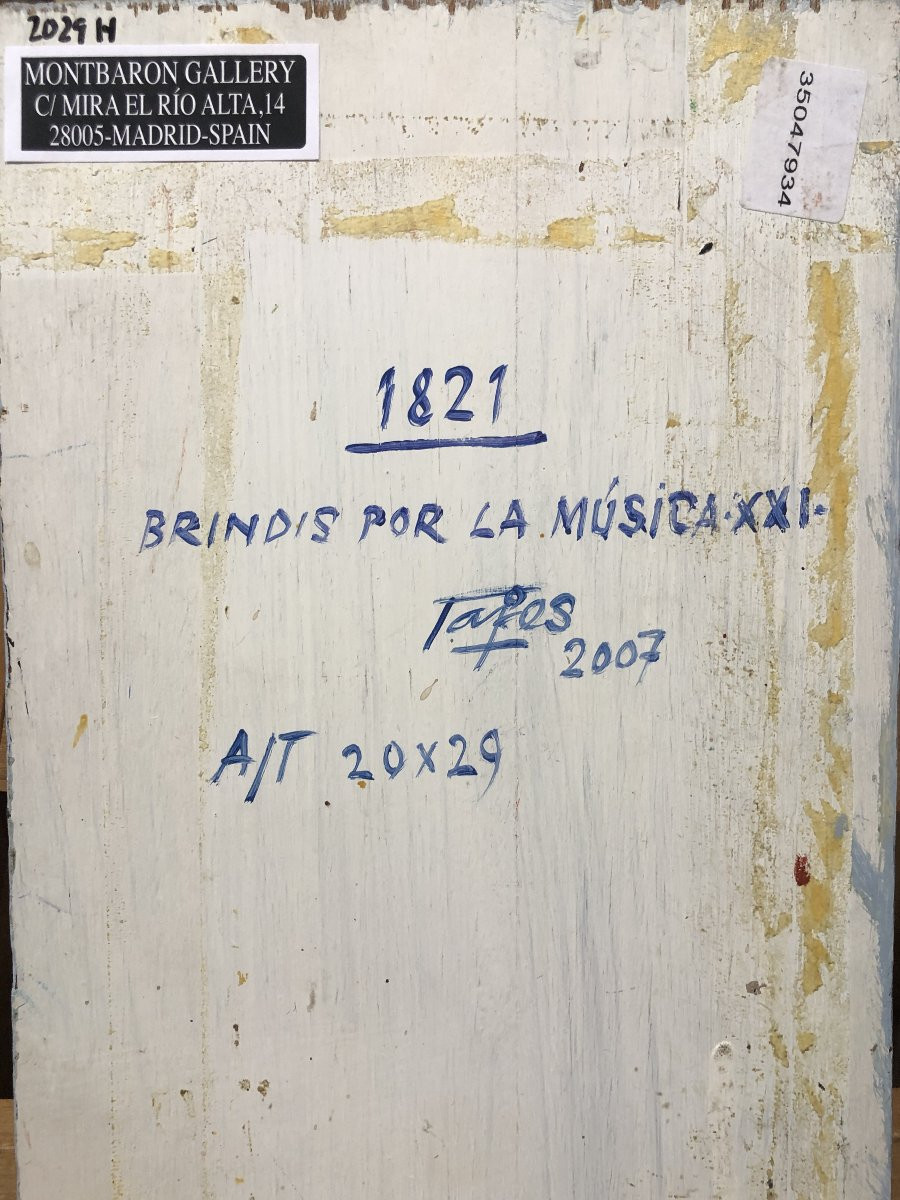 2029 H
MONTBARON GALLERY
C/ MIRA EL RÍO ALTA,14
28005-MADRID-SPAIN
35047934
1821
BRINDIS POR LA MÚSICA·XXI·
2007
A/T 20X29